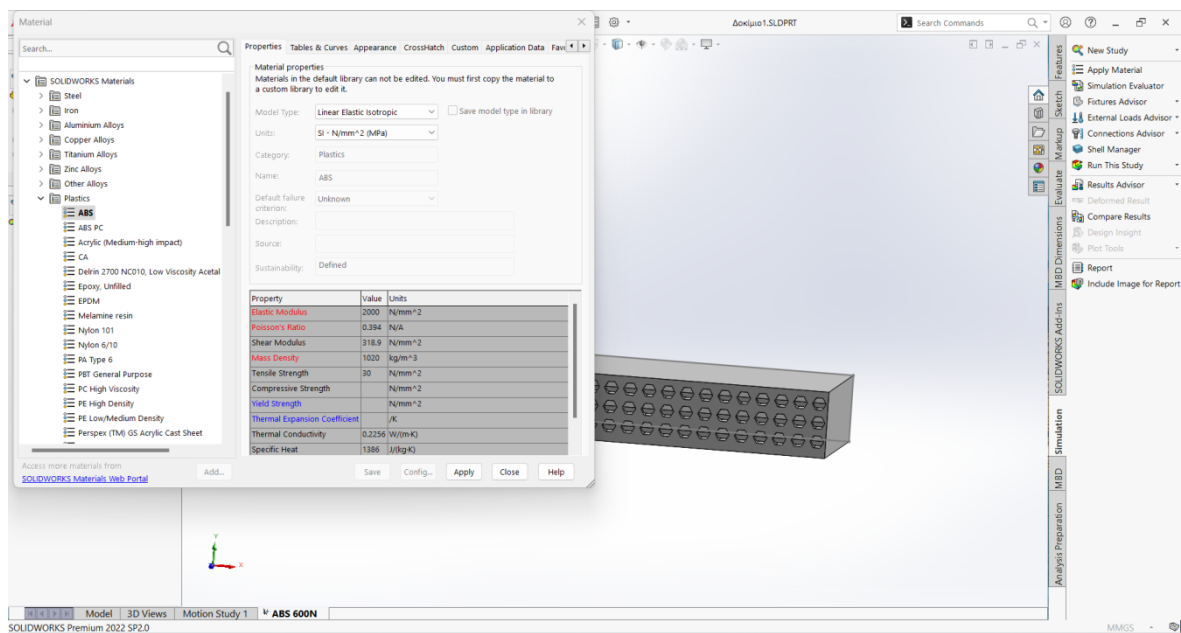 Material
Δοκίμιο1.SLDPRT
Search Commands
Search...
Properties Tables & Curves Appearance CrossHatch Custom Application Data Fav
SOLIDWORKS Materials
Steel
Iron
Aluminium Alloys
Copper Alloys
Titanium Alloys
Zinc Alloys
Other Alloys
Plastics
ABS
ABS PC
Acrylic (Medium-high impact)
CA
Delrin 2700 NC010, Low Viscosity Acetal
Epoxy, Unfilled
EPDM
Melamine resin
Nylon 101
Nylon 6/10
PA Type 6
PBT General Purpose
PC High Viscosity
PE High Density
PE Low/Medium Density
Perspex (TM) GS Acrylic Cast Sheet
Access more materials from
SOLIDWORKS Materials Web Portal
Add...
Material properties
Materials in the default library can not be edited. You must first copy the material to
a custom library to edit it.
Model Type: Linear Elastic Isotropic Save model type in library
Units: SI - N/mm^2 (MPa)
Category: Plastics
Name: ABS
Default failure
criterion: Unknown
Description:
Source:
Sustainability: Defined
Property Value Units
Elastic Modulus 2000 N/mm^2
Poisson's Ratio 0.394 N/A
Shear Modulus 318.9 N/mm^2
Mass Density 1020 kg/m^3
Tensile Strength 30 N/mm^2
Compressive Strength N/mm^2
Yield Strength N/mm^2
Thermal Expansion Coefficient /K
Thermal Conductivity 0.2256 W/(m·K)
Specific Heat 1386 J/(kg·K)
Save Config... Apply Close Help
Features
Sketch
Markup
Evaluate
MBD Dimensions
SOLIDWORKS Add-Ins
Simulation
MBD
Analysis Preparation
New Study
Apply Material
Simulation Evaluator
Fixtures Advisor
External Loads Advisor
Connections Advisor
Shell Manager
Run This Study
Results Advisor
Deformed Result
Compare Results
Design Insight
Plot Tools
Report
Include Image for Report
Y
X
Model 3D Views Motion Study 1 ABS 600N
SOLIDWORKS Premium 2022 SP2.0
MMGS